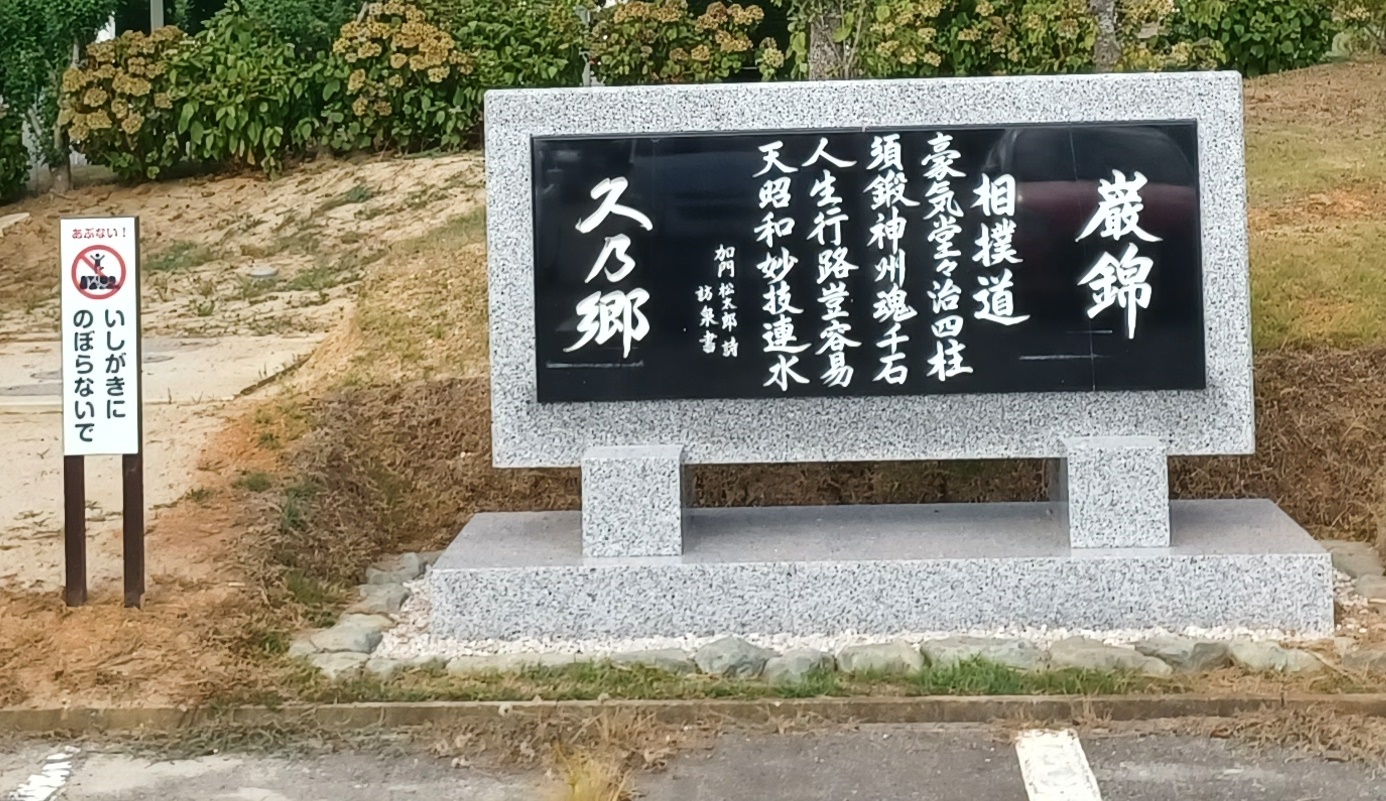 巌錦
相撲道
豪気堂々治四柱
須鍛神州魂千石
人生行路豈容易
天昭和妙技連水
加門 松太郎 詩
訪泉書
久乃郷
あぶない！
いしがきに
のぼらないで